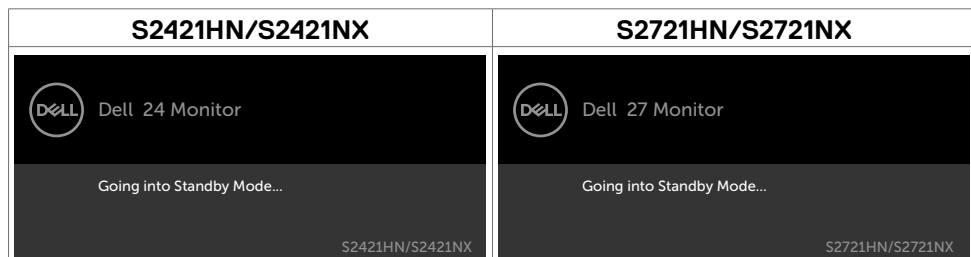 S2421HN/S2421NX
S2721HN/S2721NX
DELL
Dell 24 Monitor
Going into Standby Mode...
S2421HN/S2421NX
DELL
Dell 27 Monitor
Going into Standby Mode...
S2721HN/S2721NX